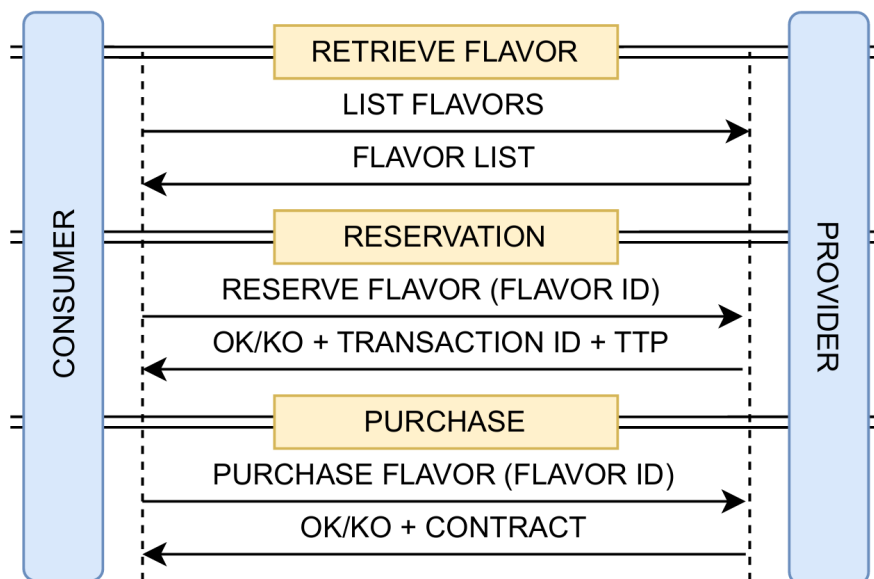 RETRIEVE FLAVOR
LIST FLAVORS
FLAVOR LIST
CONSUMER
PROVIDER
RESERVATION
RESERVE FLAVOR (FLAVOR ID)
OK/KO + TRANSACTION ID + TTP
PURCHASE
PURCHASE FLAVOR (FLAVOR ID)
OK/KO + CONTRACT